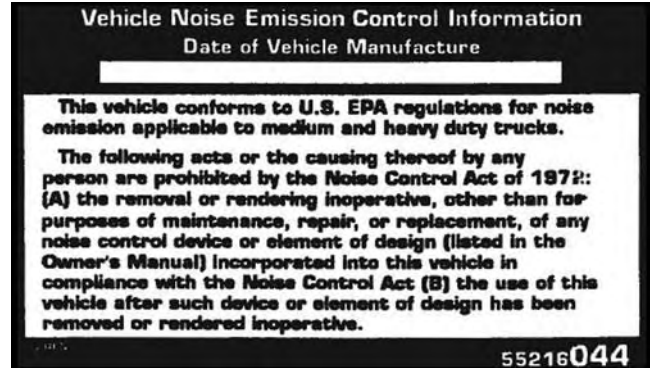 Vehicle Noise Emission Control Information
Date of Vehicle Manufacture
This vehicle conforms to U.S. EPA regulations for noise
emission applicable to medium and heavy duty trucks.
The following acts or the causing thereof by any
person are prohibited by the Noise Control Act of 1972:
(A) the removal or rendering inoperative, other than for
purposes of maintenance, repair, or replacement, of any
noise control device or element of design (listed in the
Owner's Manual) incorporated into this vehicle in
compliance with the Noise Control Act (B) the use of this
vehicle after such device or element of design has been
removed or rendered inoperative.
55216044